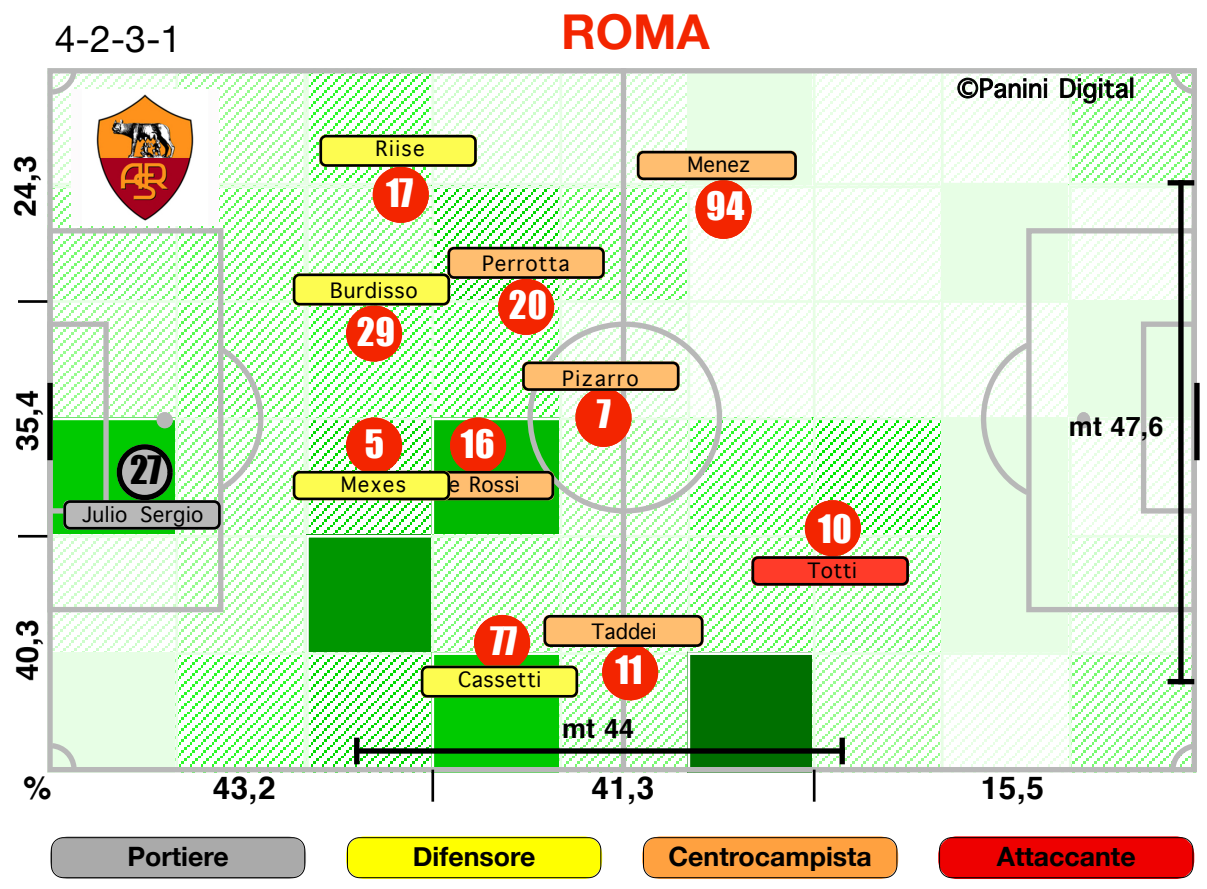 4-2-3-1
ROMA
©Panini Digital
ASR
24,3
35,4
40,3
Riise
17
Menez
94
Perrotta
20
Burdisso
29
Pizarro
7
5
Mexes
16
e Rossi
27
Julio Sergio
mt 47,6
10
Totti
77
Cassetti
Taddei
11
mt 44
% 43,2 | 41,3 | 15,5
Portiere
Difensore
Centrocampista
Attaccante